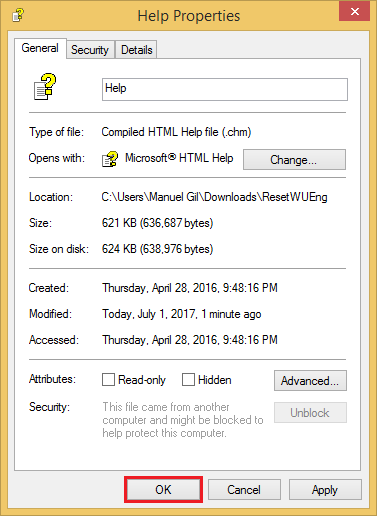 Help Properties
General Security Details
Help
Type of file: Compiled HTML Help file (.chm)
Opens with: Microsoft® HTML Help Change...
Location: C:\Users\Manuel Gil\Downloads\ResetWUEng
Size: 621 KB (636,687 bytes)
Size on disk: 624 KB (638,976 bytes)
Created: Thursday, April 28, 2016, 9:48:16 PM
Modified: Today, July 1, 2017, 1 minute ago
Accessed: Thursday, April 28, 2016, 9:48:16 PM
Attributes: Read-only Hidden Advanced...
Security: This file came from another
computer and might be blocked to
help protect this computer.
Unblock
OK Cancel Apply